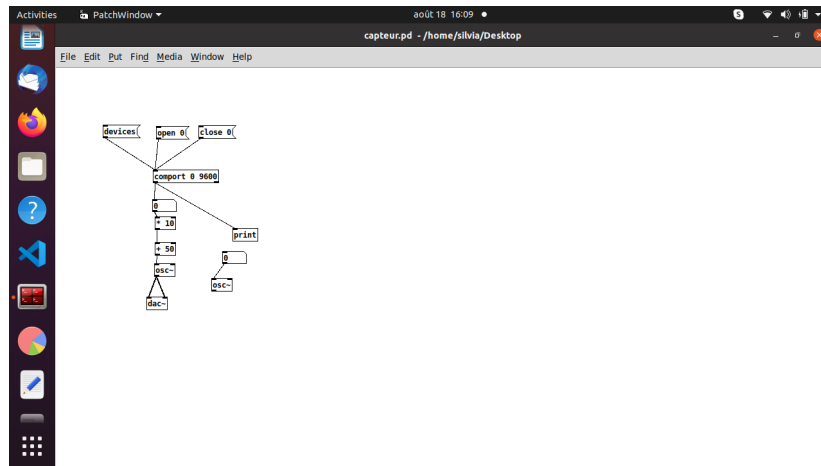 Activities PatchWindow août 18 16:09
capteur.pd - /home/silvia/Desktop
File Edit Put Find Media Window Help
devices open 0 close 0
comport 0 9600
0
* 10
print
+ 50
0
osc~
osc~
dac~